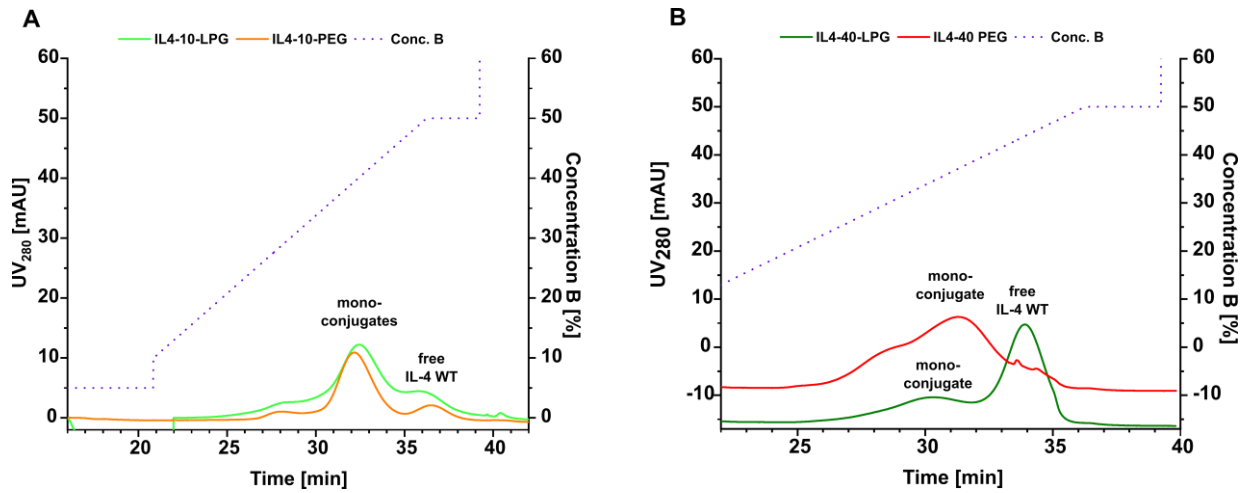 A
IL4-10-LPG IL4-10-PEG Conc. B
60 60
50 50
40 40
30 30
20 20
10 10
0 0
UV280 [mAU]
Concentration B [%]
mono-
conjugates
free
IL-4 WT
20 25 30 35 40
Time [min]
B
IL4-40-LPG IL4-40 PEG Conc. B
60 60
50 50
40 40
30 30
20 20
10 10
0 0
-10 -10
UV280 [mAU]
Concentration B [%]
mono-
conjugate
free
IL-4 WT
mono-
conjugate
25 30 35 40
Time [min]